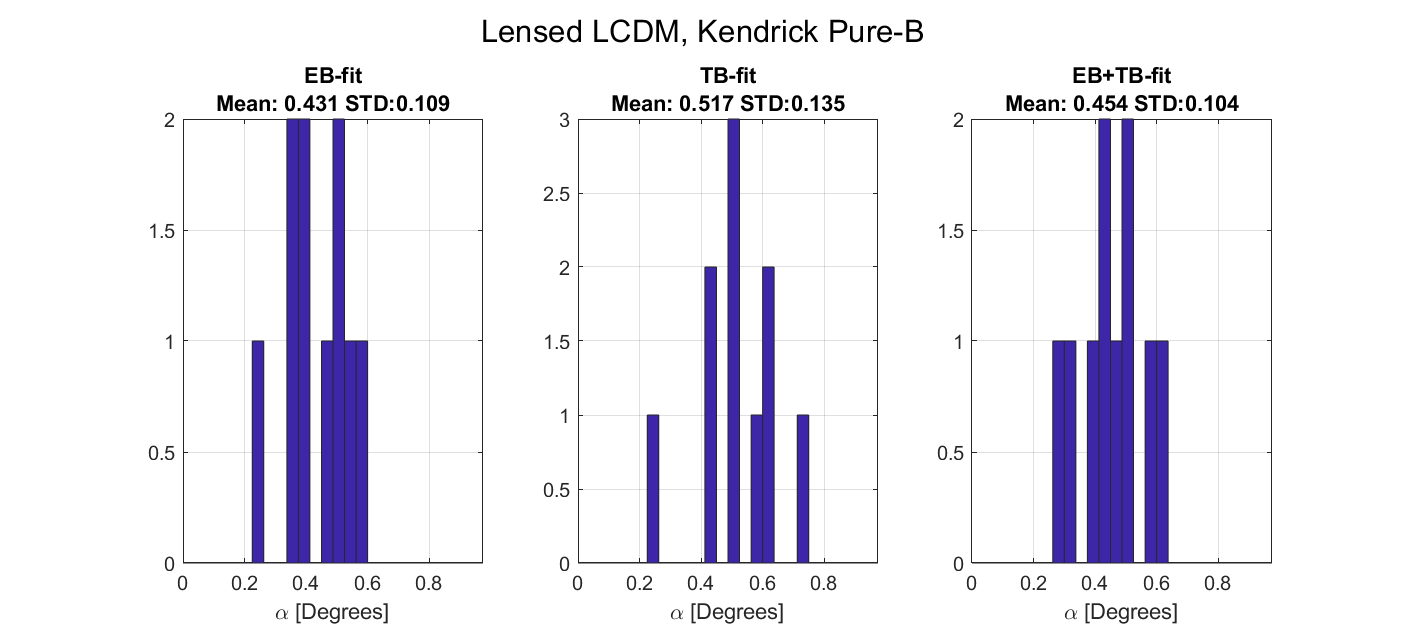 Lensed LCDM, Kendrick Pure-B
EB-fit
Mean: 0.431 STD:0.109
2
1.5
1
0.5
0
0 0.2 0.4 0.6 0.8
α [Degrees]
TB-fit
Mean: 0.517 STD:0.135
3
2.5
2
1.5
1
0.5
0
0 0.2 0.4 0.6 0.8
α [Degrees]
EB+TB-fit
Mean: 0.454 STD:0.104
2
1.5
1
0.5
0
0 0.2 0.4 0.6 0.8
α [Degrees]